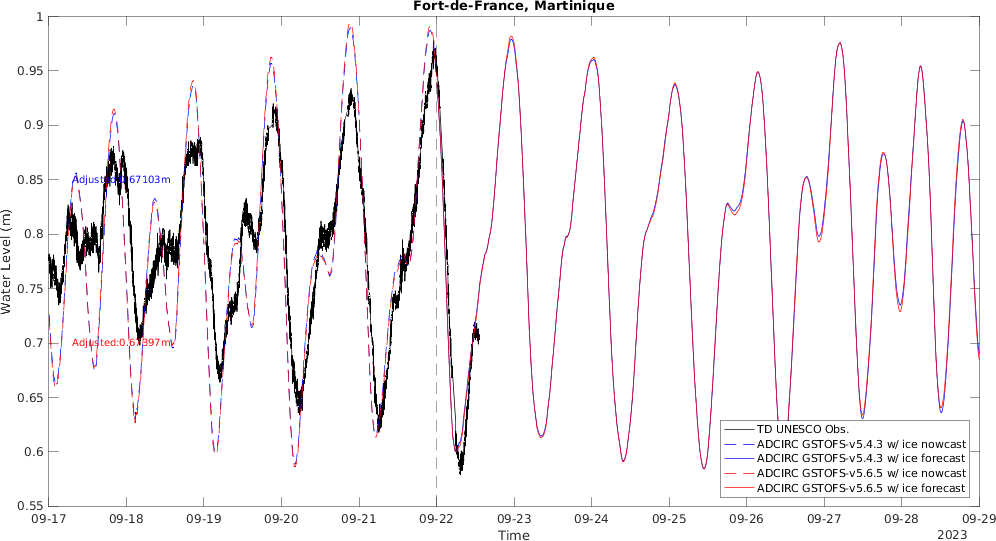 Fort-de-France, Martinique
1
0.95
0.9
0.85
0.8
0.75
0.7
0.65
0.6
0.55
Water Level (m)
Adjusted:0.67103m
Adjusted:0.67397m
TD UNESCO Obs.
ADCIRC GSTOFS-v5.4.3 w/ ice nowcast
ADCIRC GSTOFS-v5.4.3 w/ ice forecast
ADCIRC GSTOFS-v5.6.5 w/ ice nowcast
ADCIRC GSTOFS-v5.6.5 w/ ice forecast
09-17 09-18 09-19 09-20 09-21 09-22 09-23 09-24 09-25 09-26 09-27 09-28 09-29
Time
2023